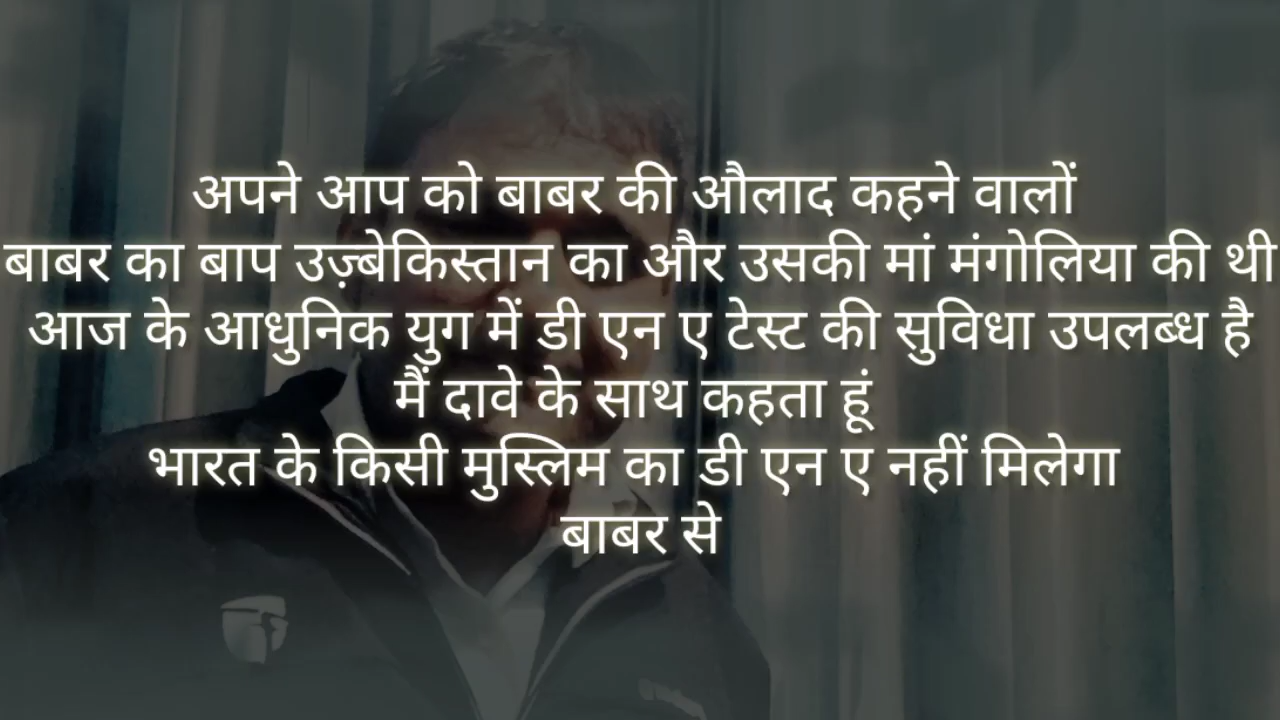 अपने आप को बाबर की औलाद कहने वालों
बाबर का बाप उज़्बेकिस्तान का और उसकी मां मंगोलिया की थी
आज के आधुनिक युग में डी एन ए टेस्ट की सुविधा उपलब्ध है
मैं दावे के साथ कहता हूं
भारत के किसी मुस्लिम का डी एन ए नहीं मिलेगा
बाबर से